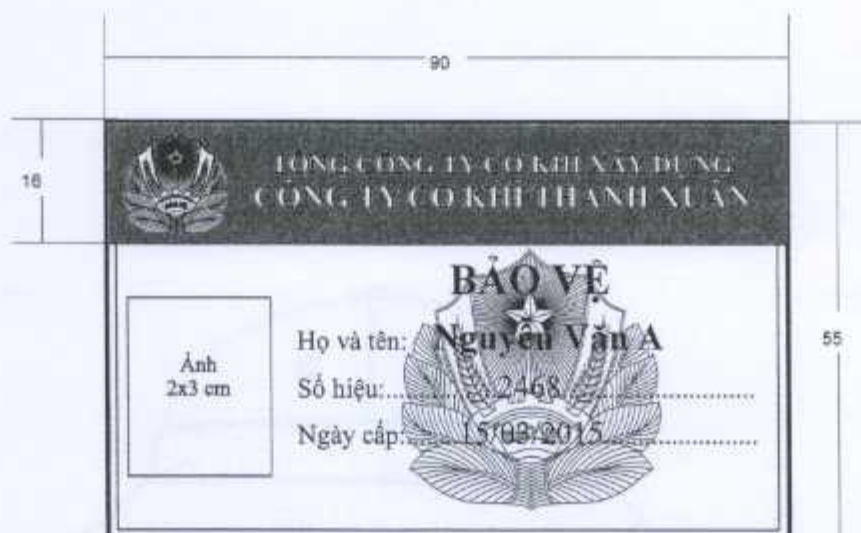 90
16
TỔNG CÔNG TY CƠ KHÍ XÂY DỰNG
CÔNG TY CƠ KHÍ THANH XUÂN
BẢO VỆ
Ảnh
2x3 cm
Họ và tên: Nguyễn Văn A
Số hiệu:..........2468..........
Ngày cấp:..........15/03/2015..........
55